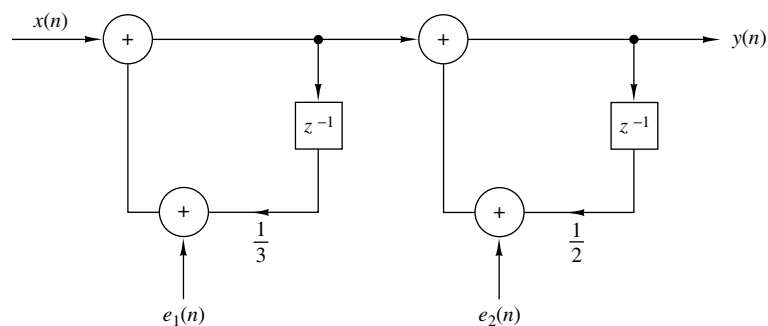 x(n)
+
+
y(n)
z⁻¹
z⁻¹
+
+
1/3
1/2
e₁(n)
e₂(n)